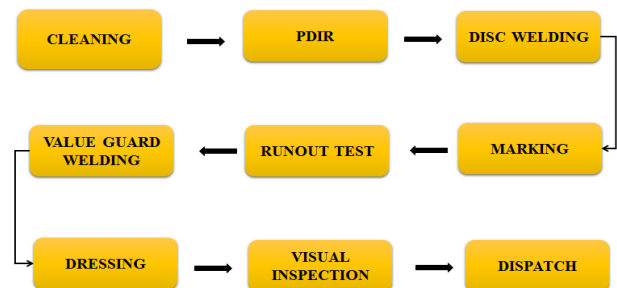 CLEANING
PDIR
DISC WELDING
MARKING
RUNOUT TEST
VALUE GUARD
WELDING
DRESSING
VISUAL
INSPECTION
DISPATCH